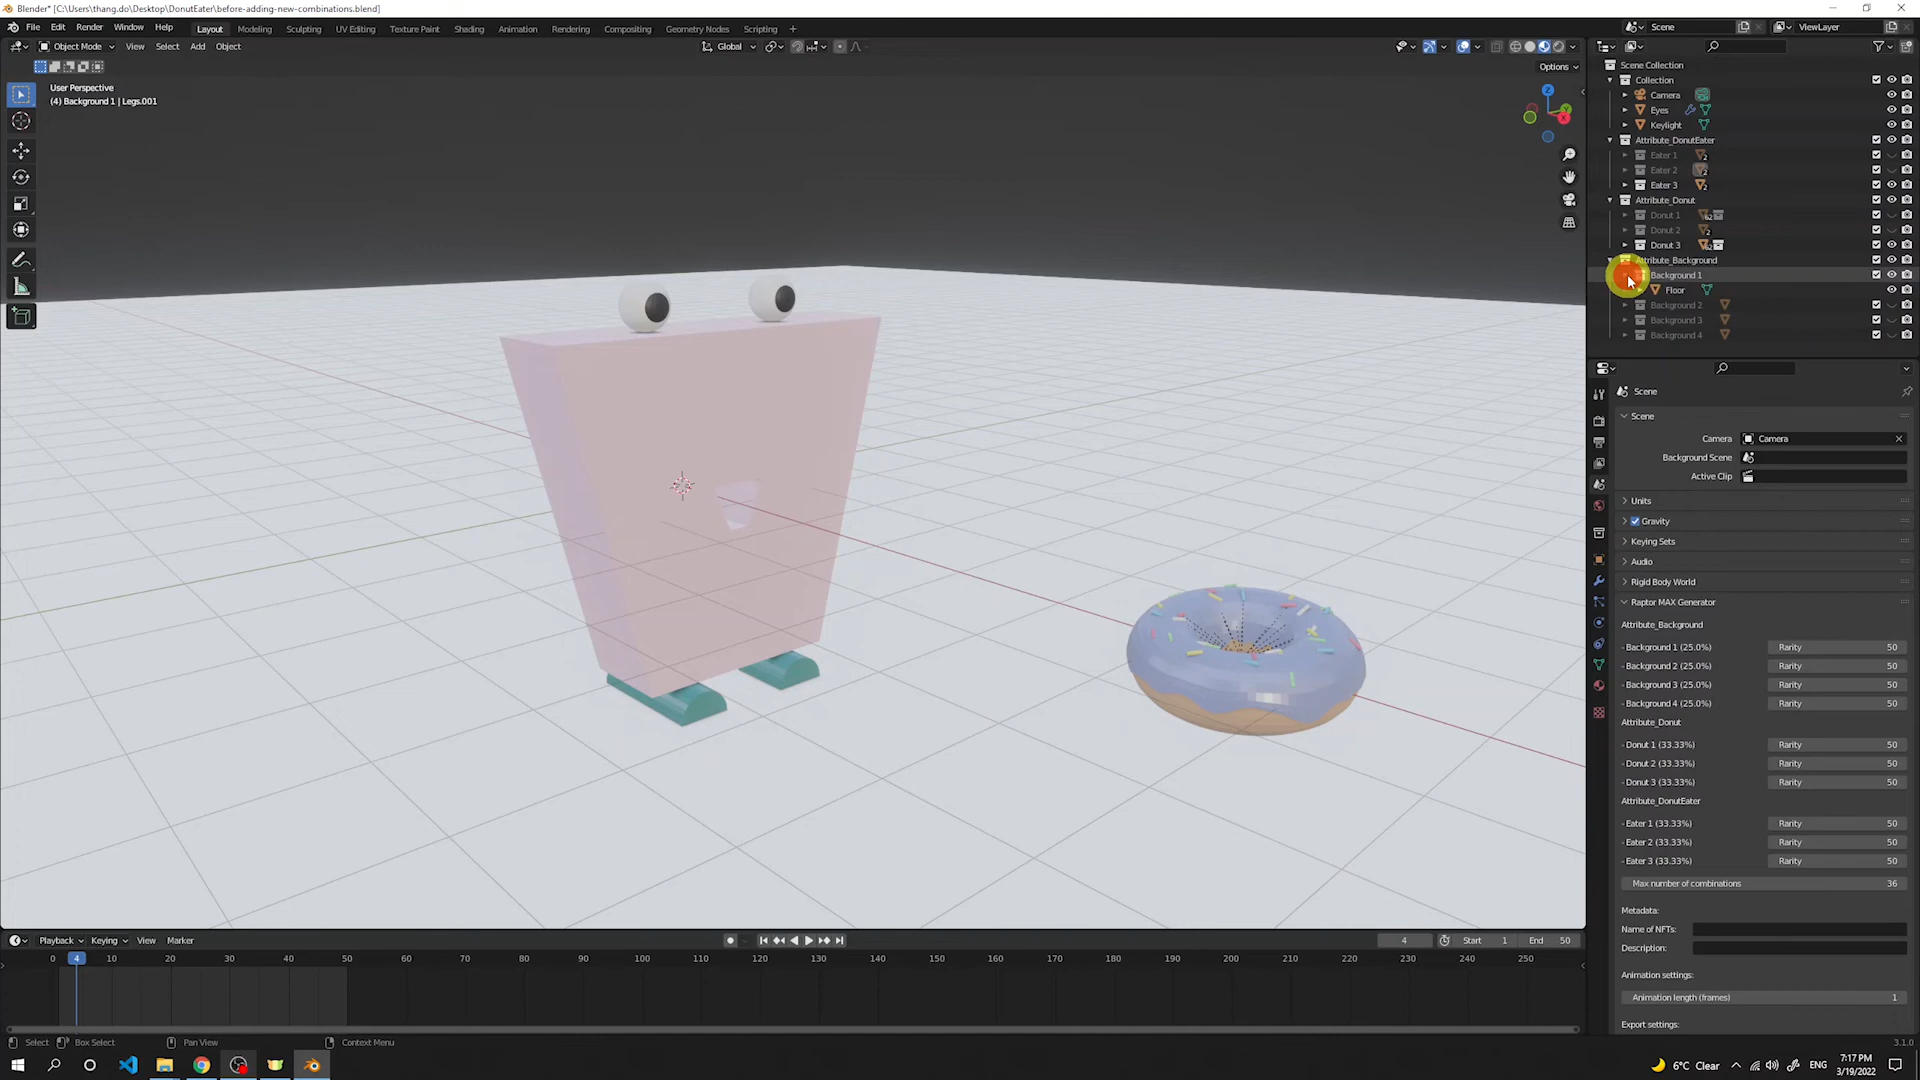 Blender* [C:\Users\thang.do\Desktop\DonutEater\before-adding-new-combinations.blend]
File Edit Render Window Help
Layout Modeling Sculpting UV Editing Texture Paint Shading Animation Rendering Compositing Geometry Nodes Scripting +
Scene
ViewLayer
Object Mode View Select Add Object
Global
Options
User Perspective
(4) Background 1 | Legs.001
Z
Y
X
Scene Collection
Collection
Camera
Eyes
Keylight
Attribute_DonutEater
Eater 1 2
Eater 2 2
Eater 3 2
Attribute_Donut
Donut 1 62
Donut 2 2
Donut 3
Attribute_Background
Background 1
Floor
Background 2
Background 3
Background 4
Scene
Scene
Camera Camera
Background Scene
Active Clip
Units
Gravity
Keying Sets
Audio
Rigid Body World
Raptor MAX Generator
Attribute_Background
- Background 1 (25.0%) Rarity 50
- Background 2 (25.0%) Rarity 50
- Background 3 (25.0%) Rarity 50
- Background 4 (25.0%) Rarity 50
Attribute_Donut
- Donut 1 (33.33%) Rarity 50
- Donut 2 (33.33%) Rarity 50
- Donut 3 (33.33%) Rarity 50
Attribute_DonutEater
- Eater 1 (33.33%) Rarity 50
- Eater 2 (33.33%) Rarity 50
- Eater 3 (33.33%) Rarity 50
Max number of combinations 36
Metadata:
Name of NFTs:
Description:
Animation settings:
Animation length (frames) 1
Export settings:
Playback Keying View Marker
4 Start 1 End 50
0 4 10 20 30 40 50 60 70 80 90 100 110 120 130 140 150 160 170 180 190 200 210 220 230 240 250
Select Box Select Pan View Context Menu
3.1.0
6°C Clear
ENG
7:17 PM
3/19/2022